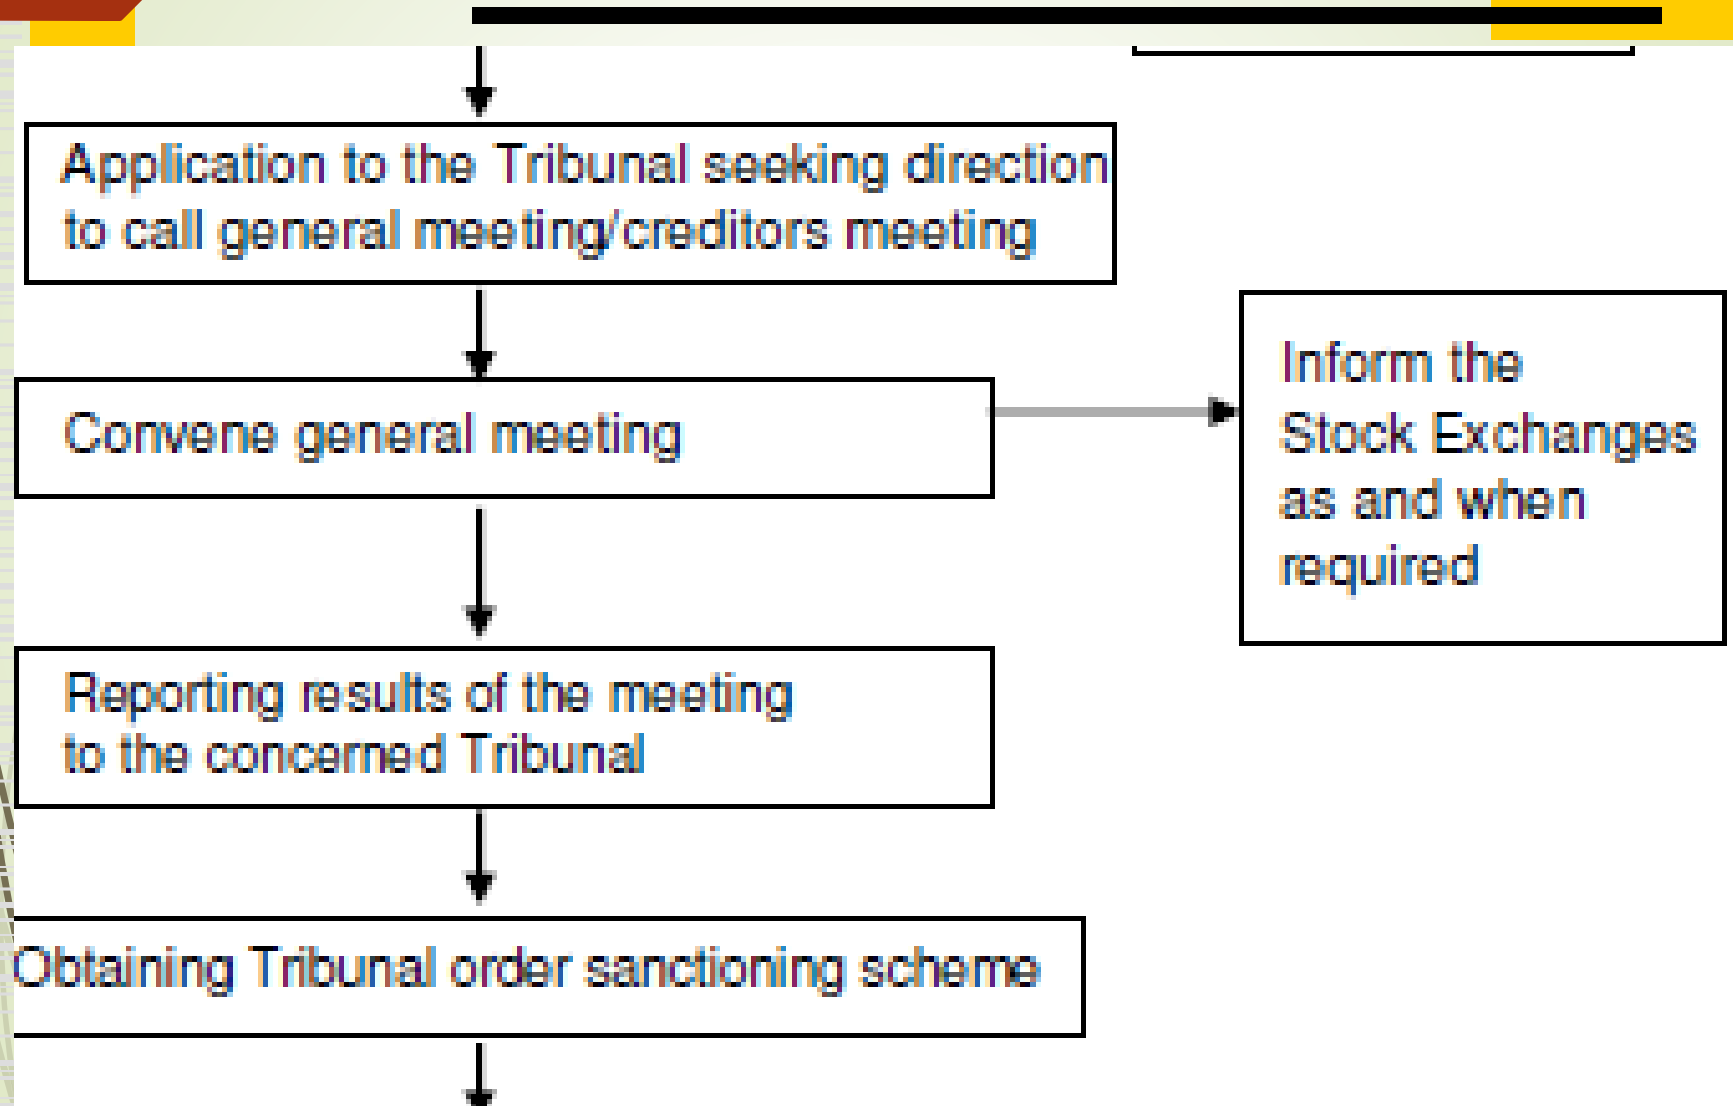 Application to the Tribunal seeking direction
to call general meeting/creditors meeting
Convene general meeting
Inform the
Stock Exchanges
as and when
required
Reporting results of the meeting
to the concerned Tribunal
Obtaining Tribunal order sanctioning scheme